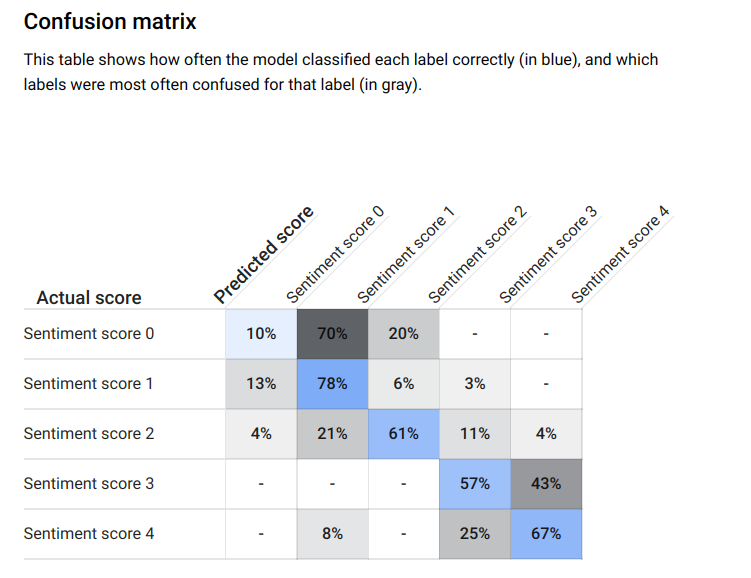 Confusion matrix
This table shows how often the model classified each label correctly (in blue), and which
labels were most often confused for that label (in gray).
Predicted score
Sentiment score 0
Sentiment score 1
Sentiment score 2
Sentiment score 3
Sentiment score 4
Actual score
Sentiment score 0 10% 70% 20% - -
Sentiment score 1 13% 78% 6% 3% -
Sentiment score 2 4% 21% 61% 11% 4%
Sentiment score 3 - - - 57% 43%
Sentiment score 4 - 8% - 25% 67%